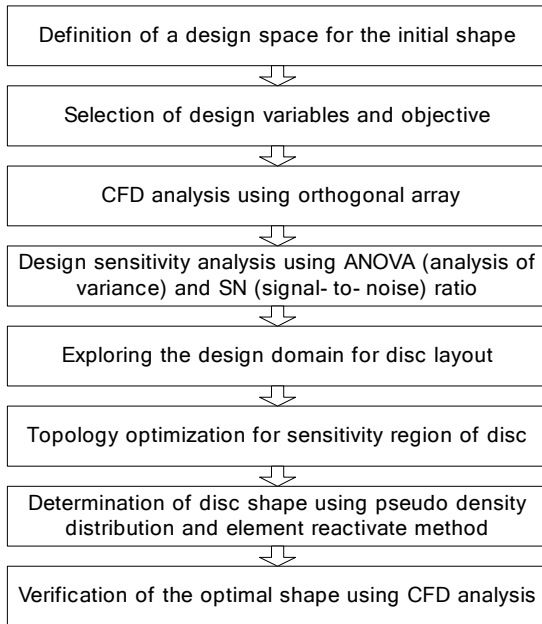 Definition of a design space for the initial shape
Selection of design variables and objective
CFD analysis using orthogonal array
Design sensitivity analysis using ANOVA (analysis of
variance) and SN (signal- to- noise) ratio
Exploring the design domain for disc layout
Topology optimization for sensitivity region of disc
Determination of disc shape using pseudo density
distribution and element reactivate method
Verification of the optimal shape using CFD analysis